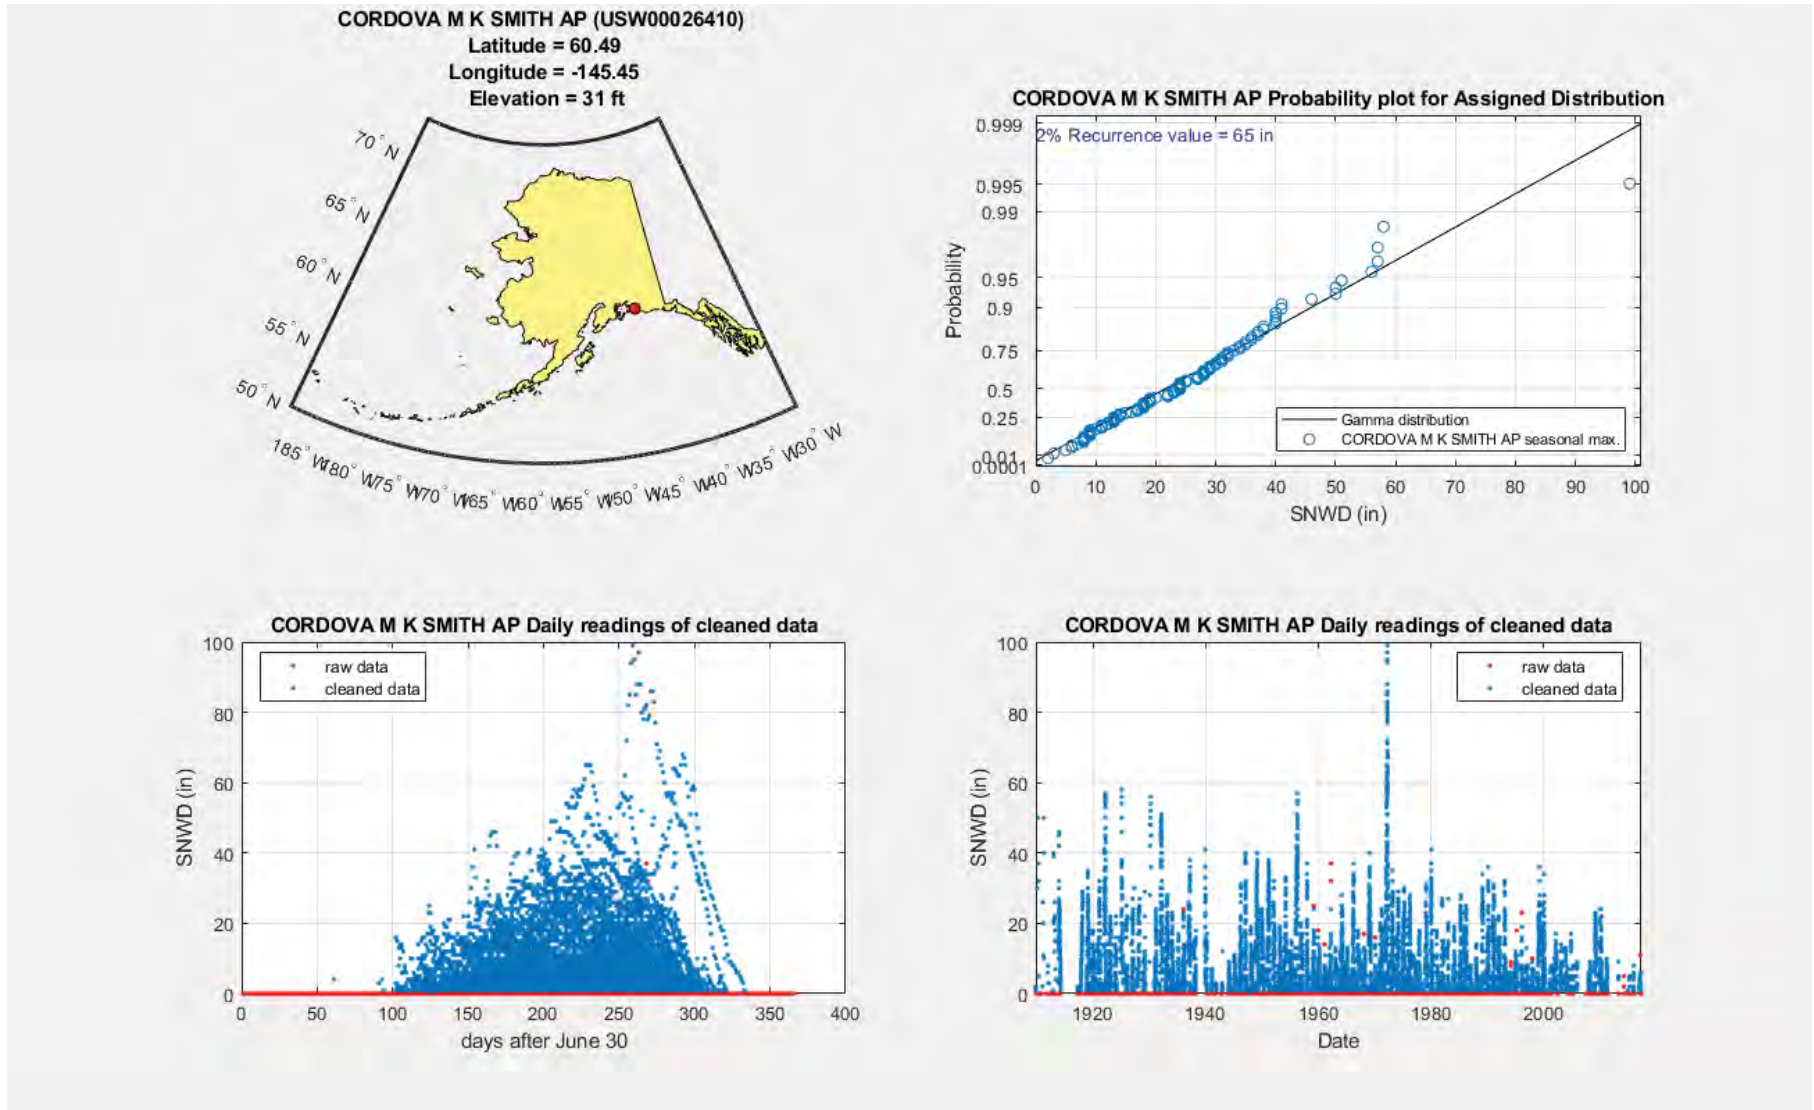 CORDOVA M K SMITH AP (USW00026410)
Latitude = 60.49
Longitude = -145.45
Elevation = 31 ft
70° N
65° N
60° N
55° N
50° N
185° W
180° W
175° W
170° W
165° W
160° W
155° W
150° W
145° W
140° W
135° W
130° W
CORDOVA M K SMITH AP Probability plot for Assigned Distribution
2% Recurrence value = 65 in
0.999
0.995
0.99
0.95
0.9
0.75
0.5
0.25
0.01
0.0001
Probability
Gamma distribution
CORDOVA M K SMITH AP seasonal max.
0 10 20 30 40 50 60 70 80 90 100
SNWD (in)
CORDOVA M K SMITH AP Daily readings of cleaned data
raw data
cleaned data
100
80
60
40
20
0
SNWD (in)
0 50 100 150 200 250 300 350 400
days after June 30
CORDOVA M K SMITH AP Daily readings of cleaned data
raw data
cleaned data
100
80
60
40
20
0
SNWD (in)
1920 1940 1960 1980 2000
Date